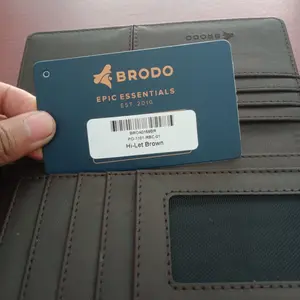 BRODO
BRODO
EPIC ESSENTIALS
EST 2010
Hi-Let Brown